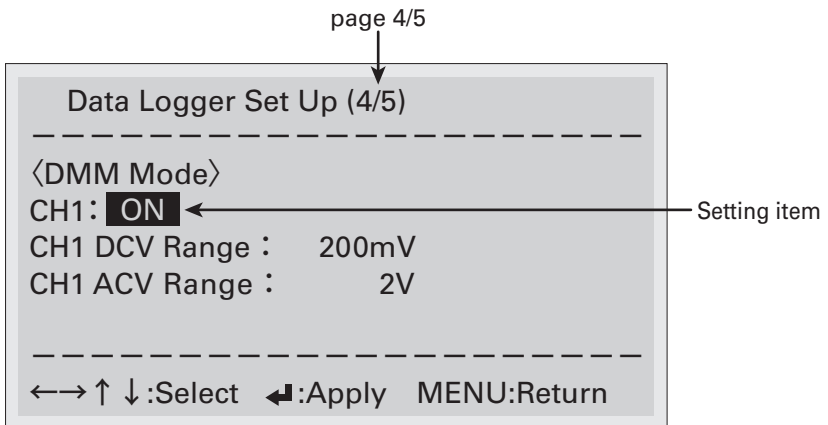 page 4/5
Data Logger Set Up (4/5)
〈DMM Mode〉
CH1: ON
Setting item
CH1 DCV Range : 200mV
CH1 ACV Range : 2V
←→↑↓:Select ↵:Apply MENU:Return